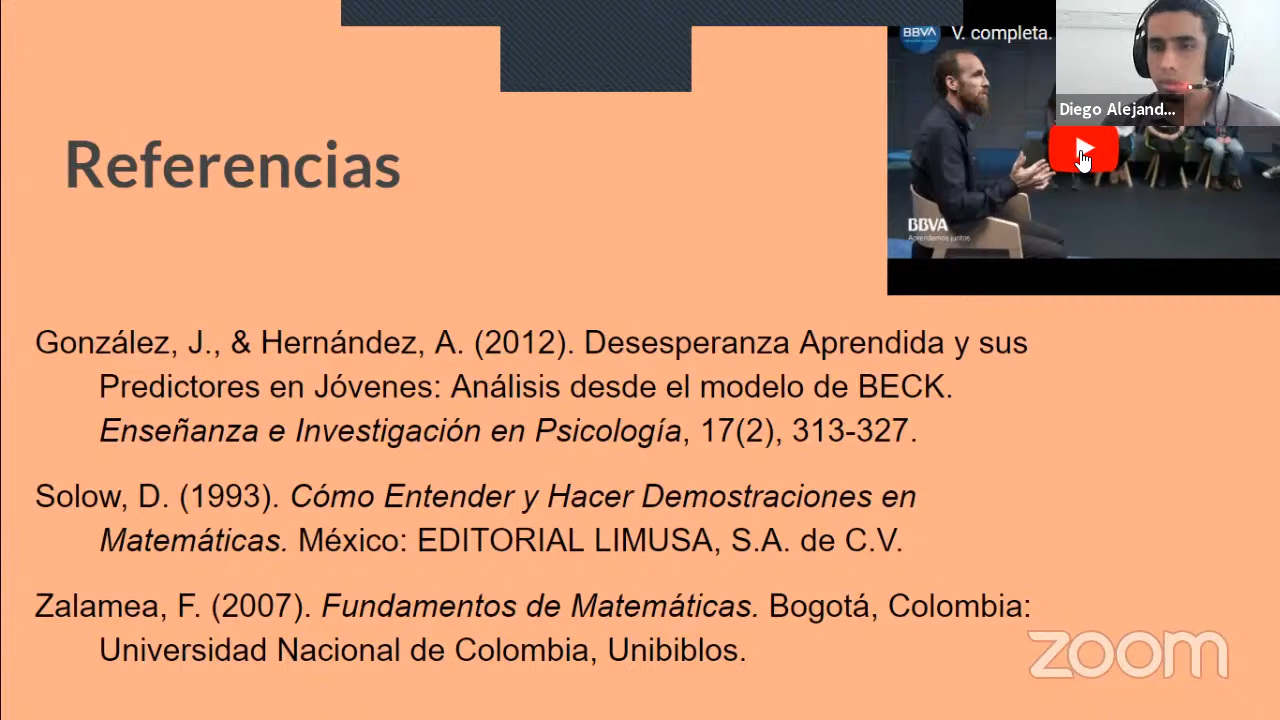 BBVA
V. completa.
Diego Alejand...
Referencias
BBVA
Aprendemos juntos
González, J., & Hernández, A. (2012). Desesperanza Aprendida y sus
Predictores en Jóvenes: Análisis desde el modelo de BECK.
Enseñanza e Investigación en Psicología, 17(2), 313-327.
Solow, D. (1993). Cómo Entender y Hacer Demostraciones en
Matemáticas. México: EDITORIAL LIMUSA, S.A. de C.V.
Zalamea, F. (2007). Fundamentos de Matemáticas. Bogotá, Colombia:
Universidad Nacional de Colombia, Unibiblos.
zoom